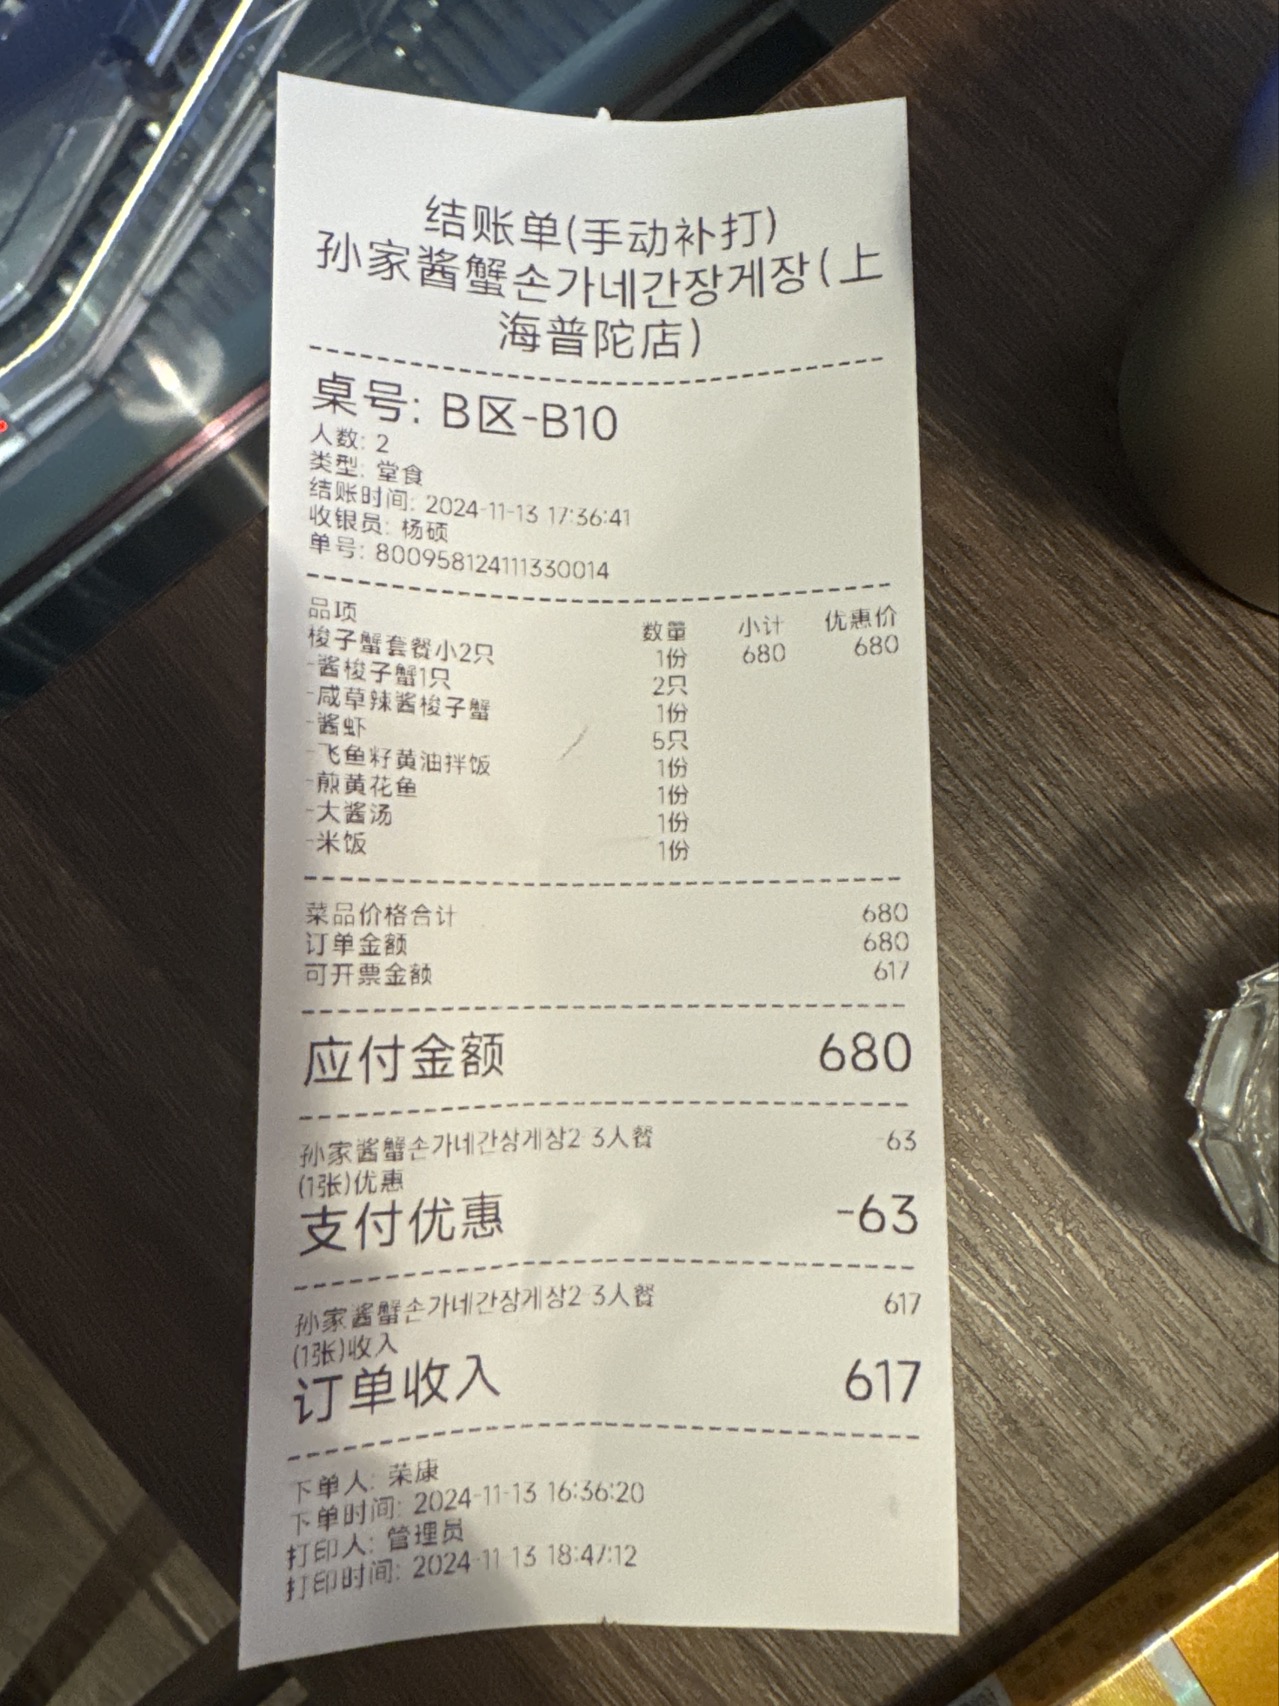 结账单(手动补打)
孙家酱蟹손가네간장게장(上
海普陀店)
桌号: B区-B10
人数: 2
类型: 堂食
结账时间: 2024-11-13 17:36:41
收银员: 杨硕
单号: 800958124111330014
品项 数量 小计 优惠价
梭子蟹套餐小2只 1份 680 680
-酱梭子蟹1只 2只
-咸草辣酱梭子蟹 1份
-酱虾 5只
-飞鱼籽黄油拌饭 1份
-煎黄花鱼 1份
-大酱汤 1份
-米饭 1份
菜品价格合计 680
订单金额 680
可开票金额 617
应付金额 680
孙家酱蟹손가네간장게장2-3人餐 -63
(1张)优惠
支付优惠 -63
孙家酱蟹손가네간장게장2-3人餐 617
(1张)收入
订单收入 617
下单人: 荣康
下单时间: 2024-11-13 16:36:20
打印人: 管理员
打印时间: 2024-11-13 18:47:12